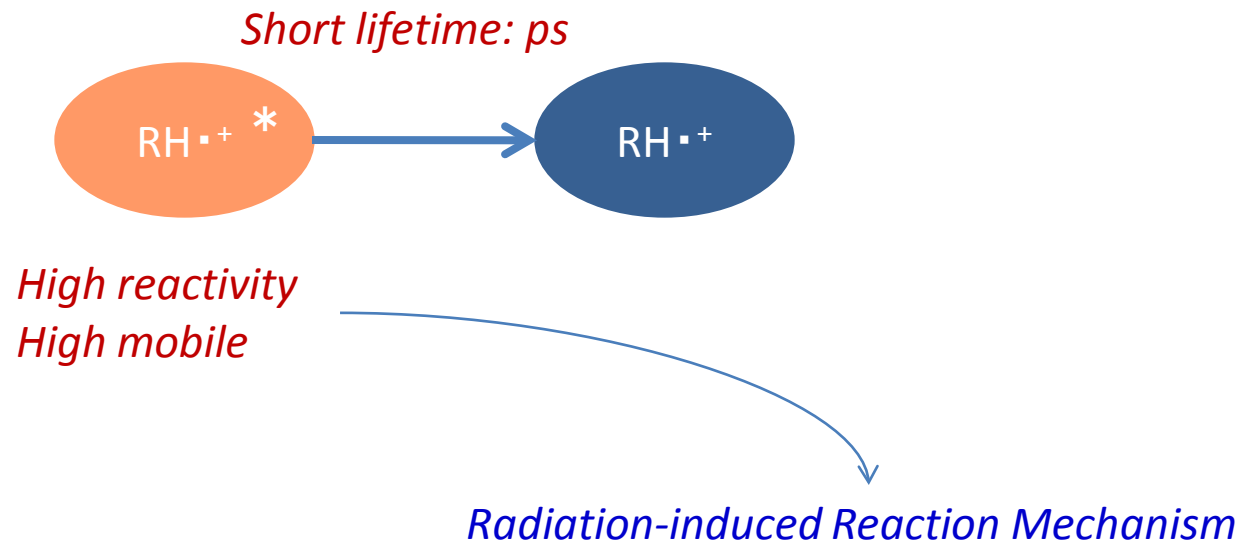 Short lifetime: ps
RH▪⁺ *
RH▪⁺
High reactivity
High mobile
Radiation-induced Reaction Mechanism